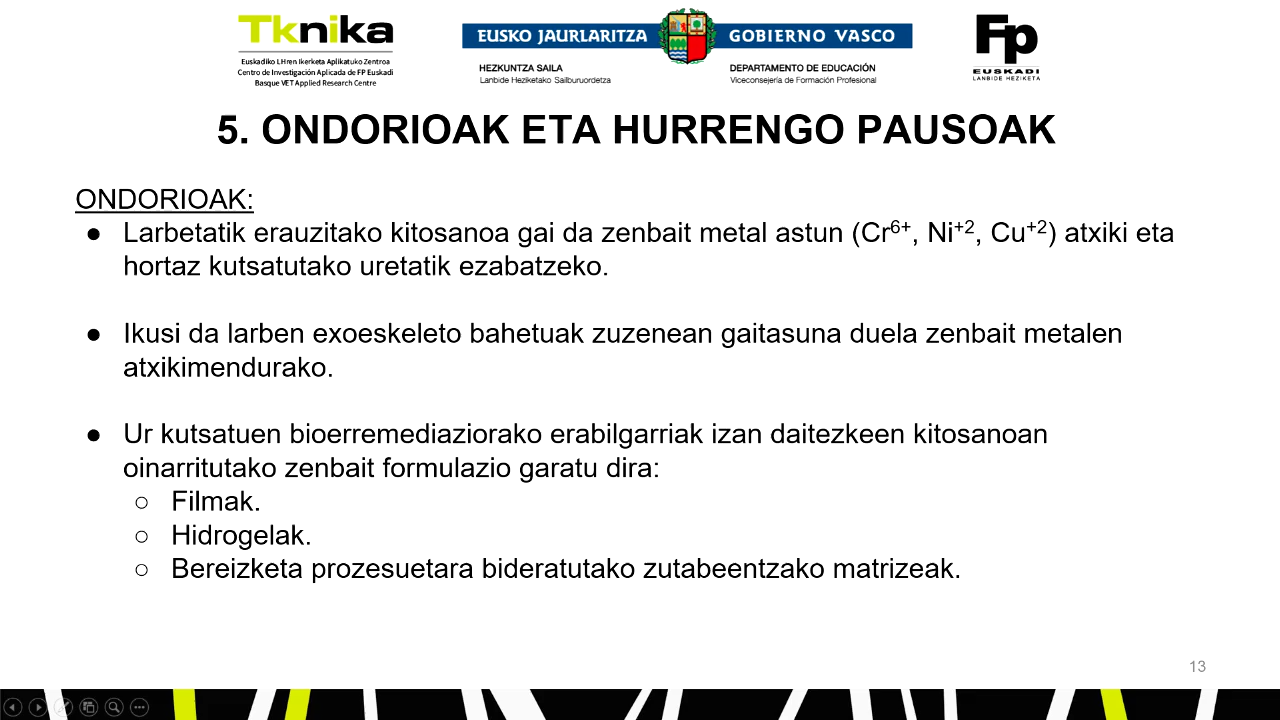 Tknika
Euskadiko LHren Ikerketa Aplikatuko Zentroa
Centro de Investigación Aplicada de FP Euskadi
Basque VET Applied Research Centre
EUSKO JAURLARITZA
GOBIERNO VASCO
HEZKUNTZA SAILA
Lanbide Heziketako Sailburuordetza
DEPARTAMENTO DE EDUCACIÓN
Viceconsejería de Formación Profesional
Fp
EUSKADI
LANBIDE HEZIKETA
5. ONDORIOAK ETA HURRENGO PAUSOAK
ONDORIOAK:
● Larbetatik erauzitako kitosanoa gai da zenbait metal astun (Cr⁶⁺, Ni⁺², Cu⁺²) atxiki eta
hortaz kutsatutako uretatik ezabatzeko.
● Ikusi da larben exoeskeleto bahetuak zuzenean gaitasuna duela zenbait metalen
atxikimendurako.
● Ur kutsatuen bioerremediaziorako erabilgarriak izan daitezkeen kitosanoan
oinarritutako zenbait formulazio garatu dira:
○ Filmak.
○ Hidrogelak.
○ Bereizketa prozesuetara bideratutako zutabeentzako matrizeak.
13